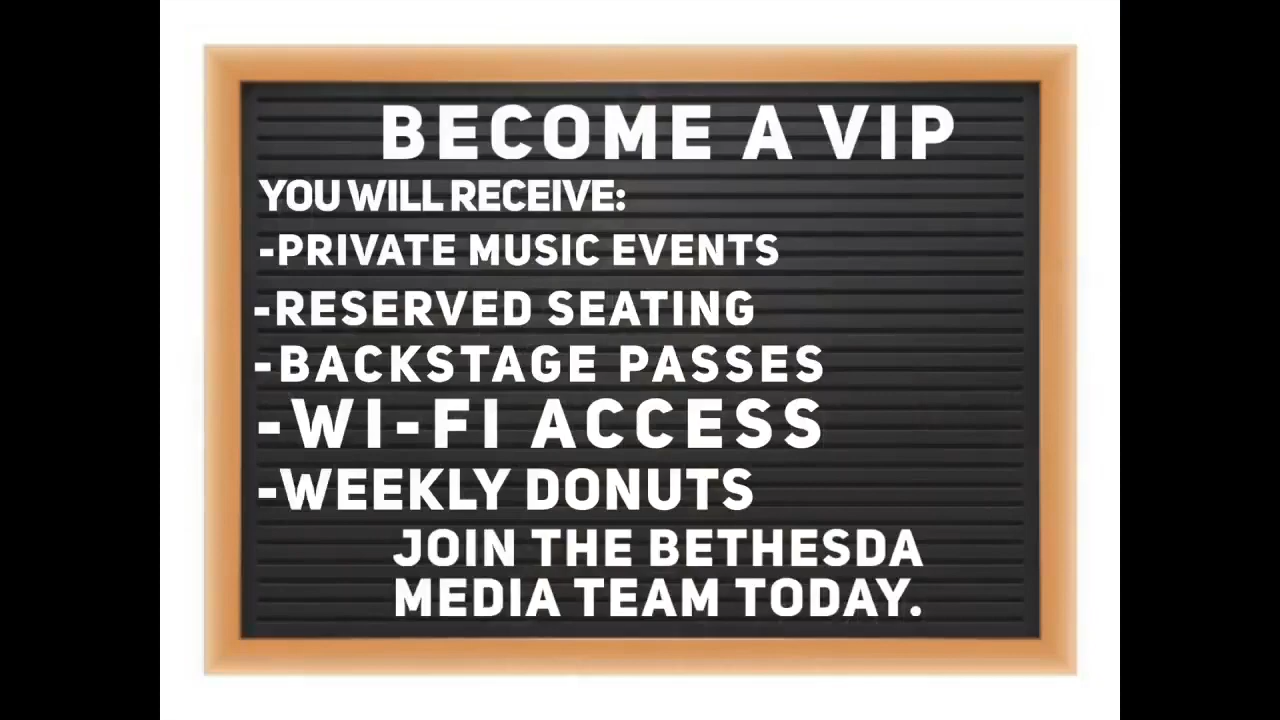 BECOME A VIP
YOU WILL RECEIVE:
-PRIVATE MUSIC EVENTS
-RESERVED SEATING
-BACKSTAGE PASSES
-WI-FI ACCESS
-WEEKLY DONUTS
JOIN THE BETHESDA
MEDIA TEAM TODAY.